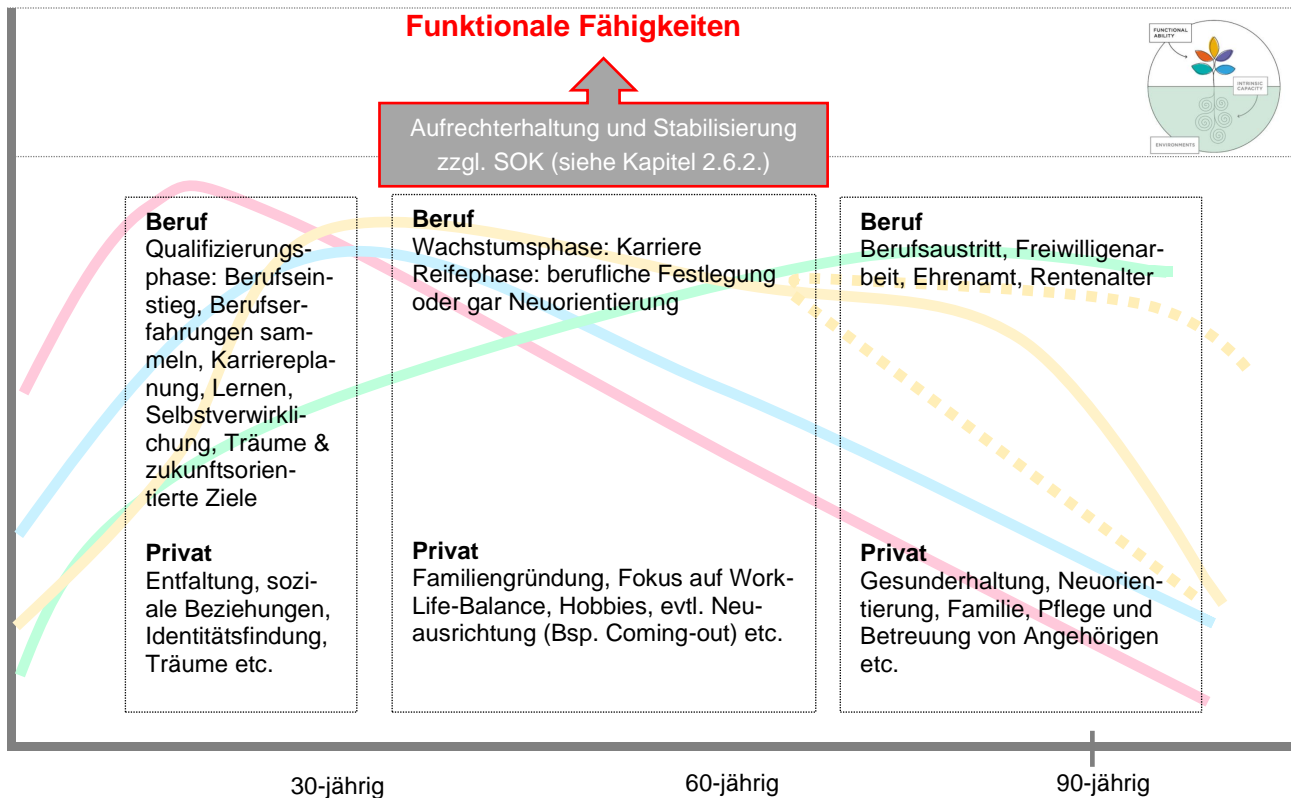 Funktionale Fähigkeiten
FUNCTIONAL
ABILITY
INTRINSIC
CAPACITY
ENVIRONMENTS
Aufrechterhaltung und Stabilisierung
zzgl. SOK (siehe Kapitel 2.6.2.)
Beruf
Qualifizierungs-
phase: Berufsein-
stieg, Berufser-
fahrungen sam-
meln, Karrierepla-
nung, Lernen,
Selbstverwirkli-
chung, Träume &
zukunftsorien-
tierte Ziele
Privat
Entfaltung, sozi-
ale Beziehungen,
Identitätsfindung,
Träume etc.
Beruf
Wachstumsphase: Karriere
Reifephase: berufliche Festlegung
oder gar Neuorientierung
Privat
Familiengründung, Fokus auf Work-
Life-Balance, Hobbies, evtl. Neu-
ausrichtung (Bsp. Coming-out) etc.
Beruf
Berufsaustritt, Freiwilligenar-
beit, Ehrenamt, Rentenalter
Privat
Gesunderhaltung, Neuorien-
tierung, Familie, Pflege und
Betreuung von Angehörigen
etc.
30-jährig
60-jährig
90-jährig